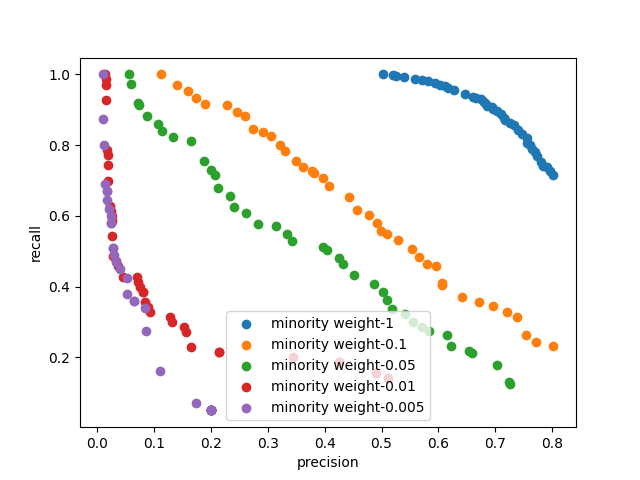 1.0
0.8
0.6
0.4
0.2
recall
minority weight-1
minority weight-0.1
minority weight-0.05
minority weight-0.01
minority weight-0.005
0.0 0.1 0.2 0.3 0.4 0.5 0.6 0.7 0.8
precision